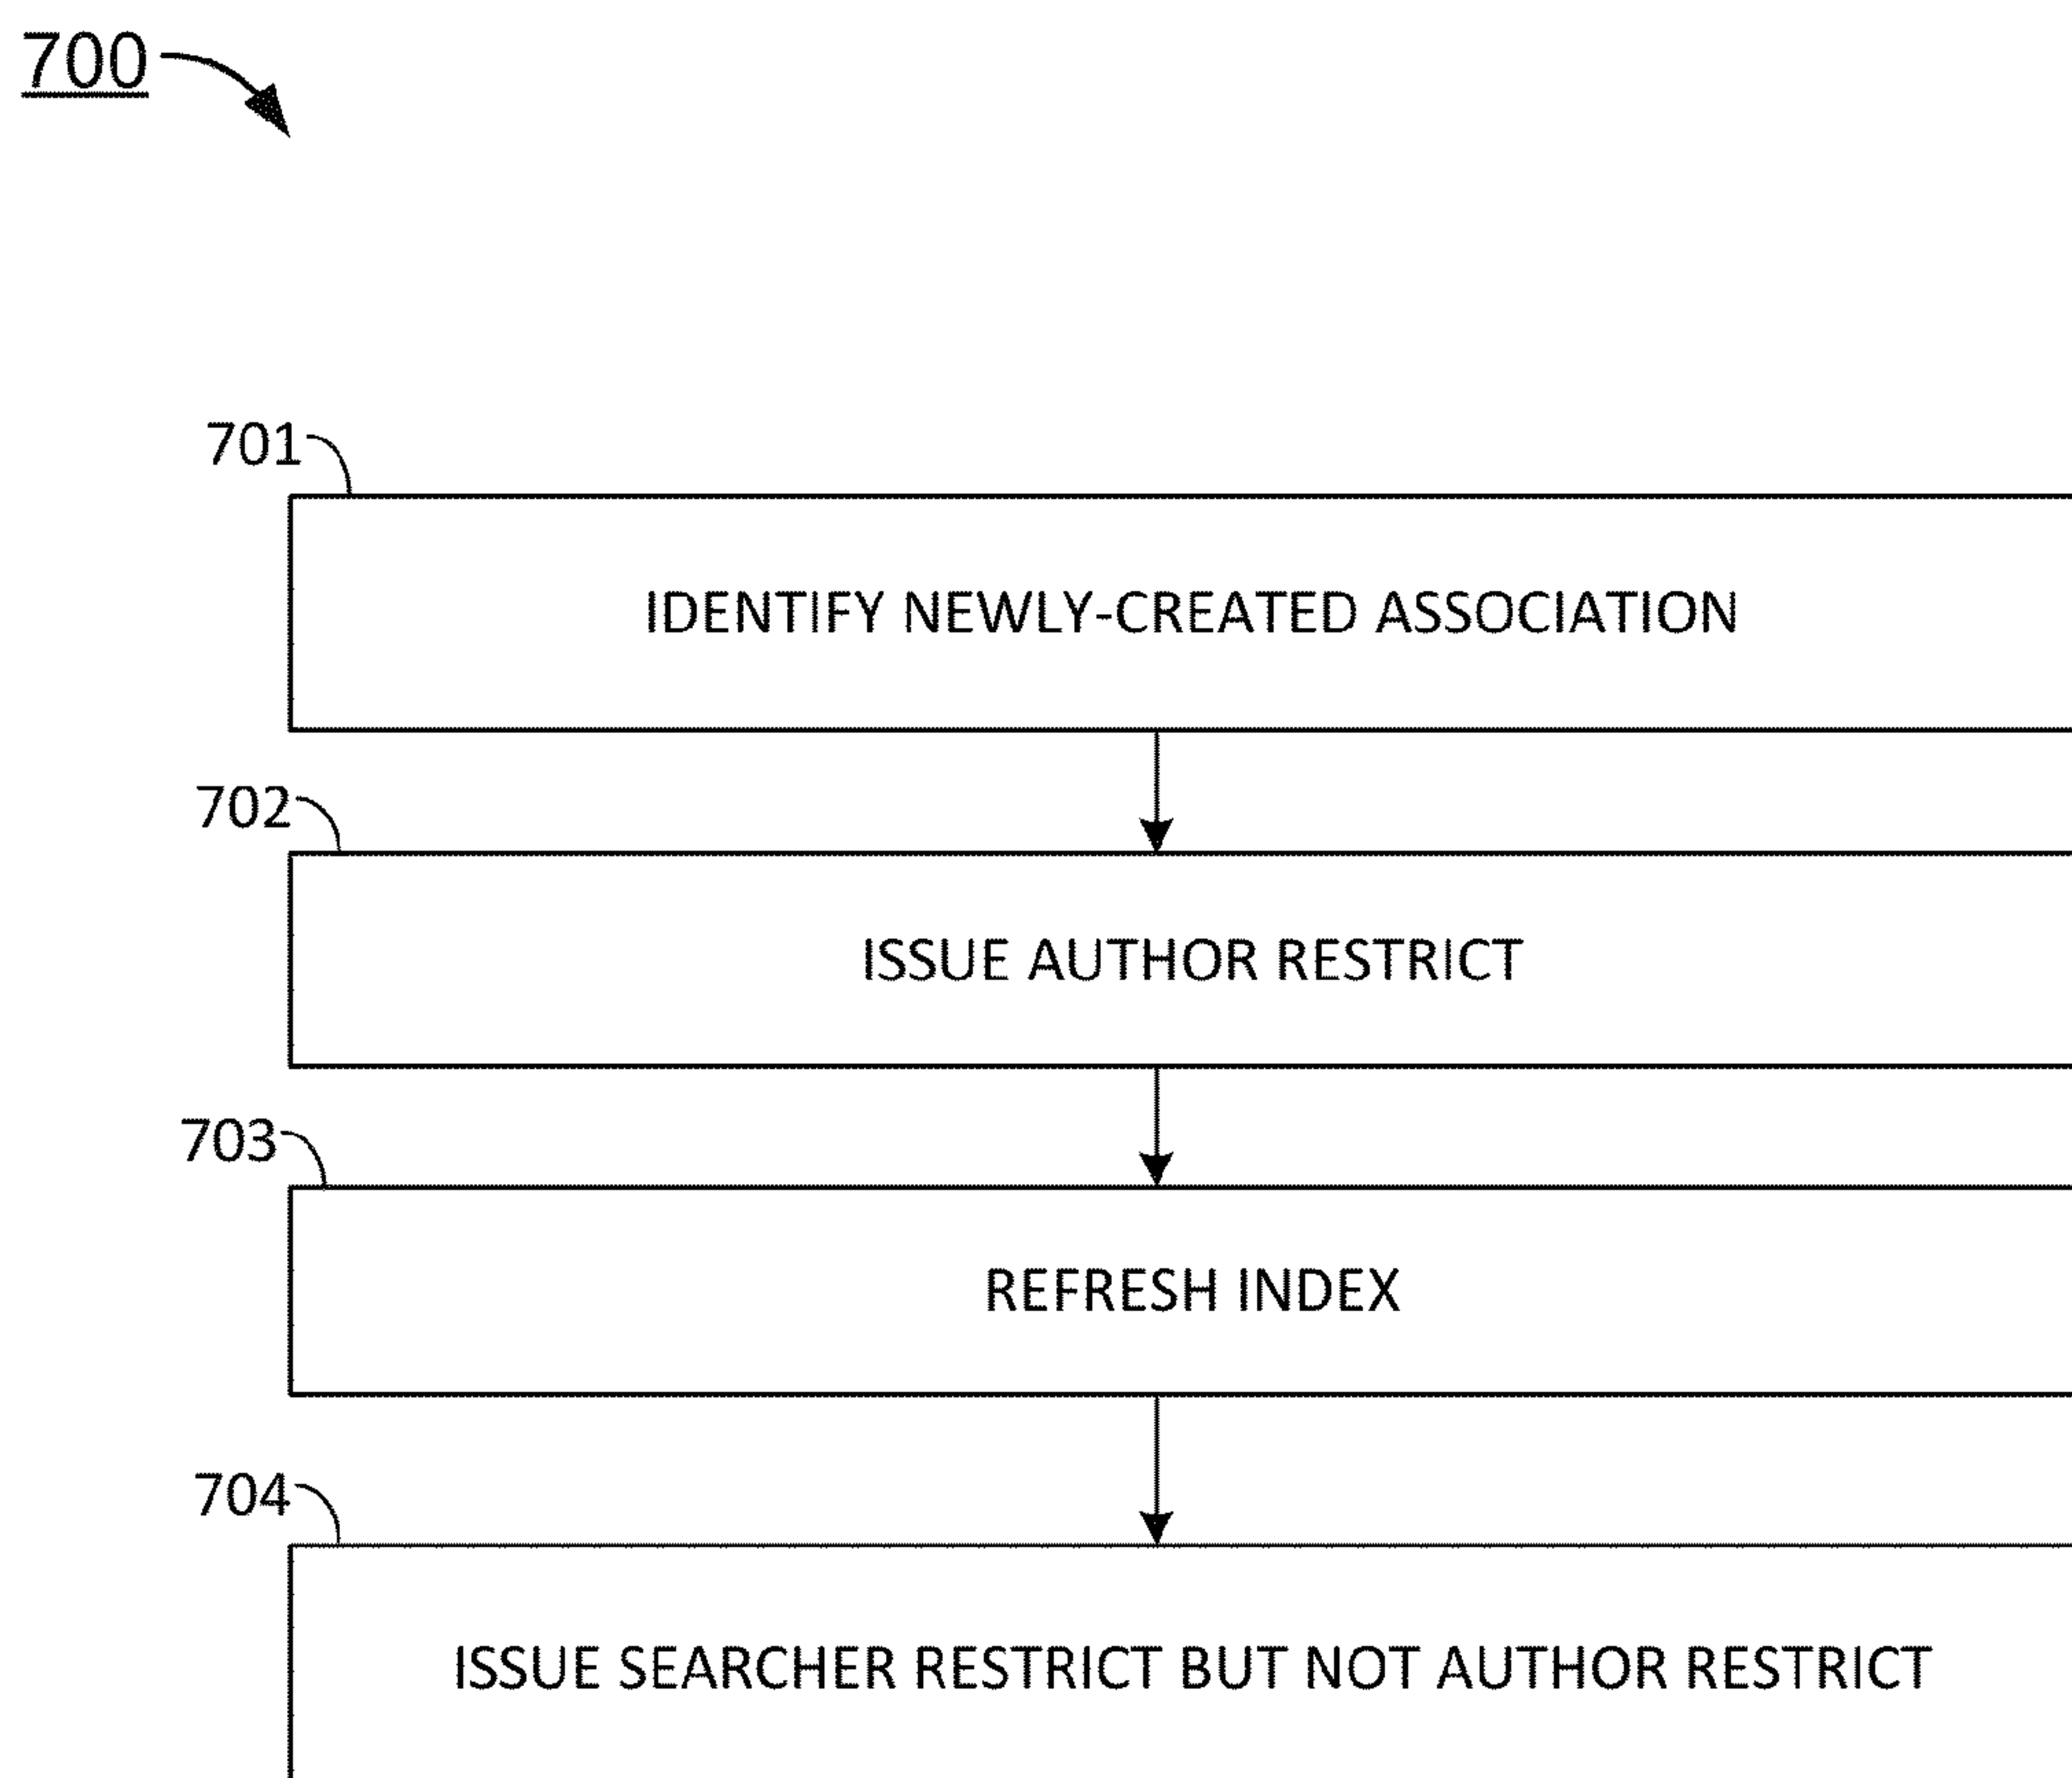 700
701
IDENTIFY NEWLY-CREATED ASSOCIATION
702
ISSUE AUTHOR RESTRICT
703
REFRESH INDEX
704
ISSUE SEARCHER RESTRICT BUT NOT AUTHOR RESTRICT